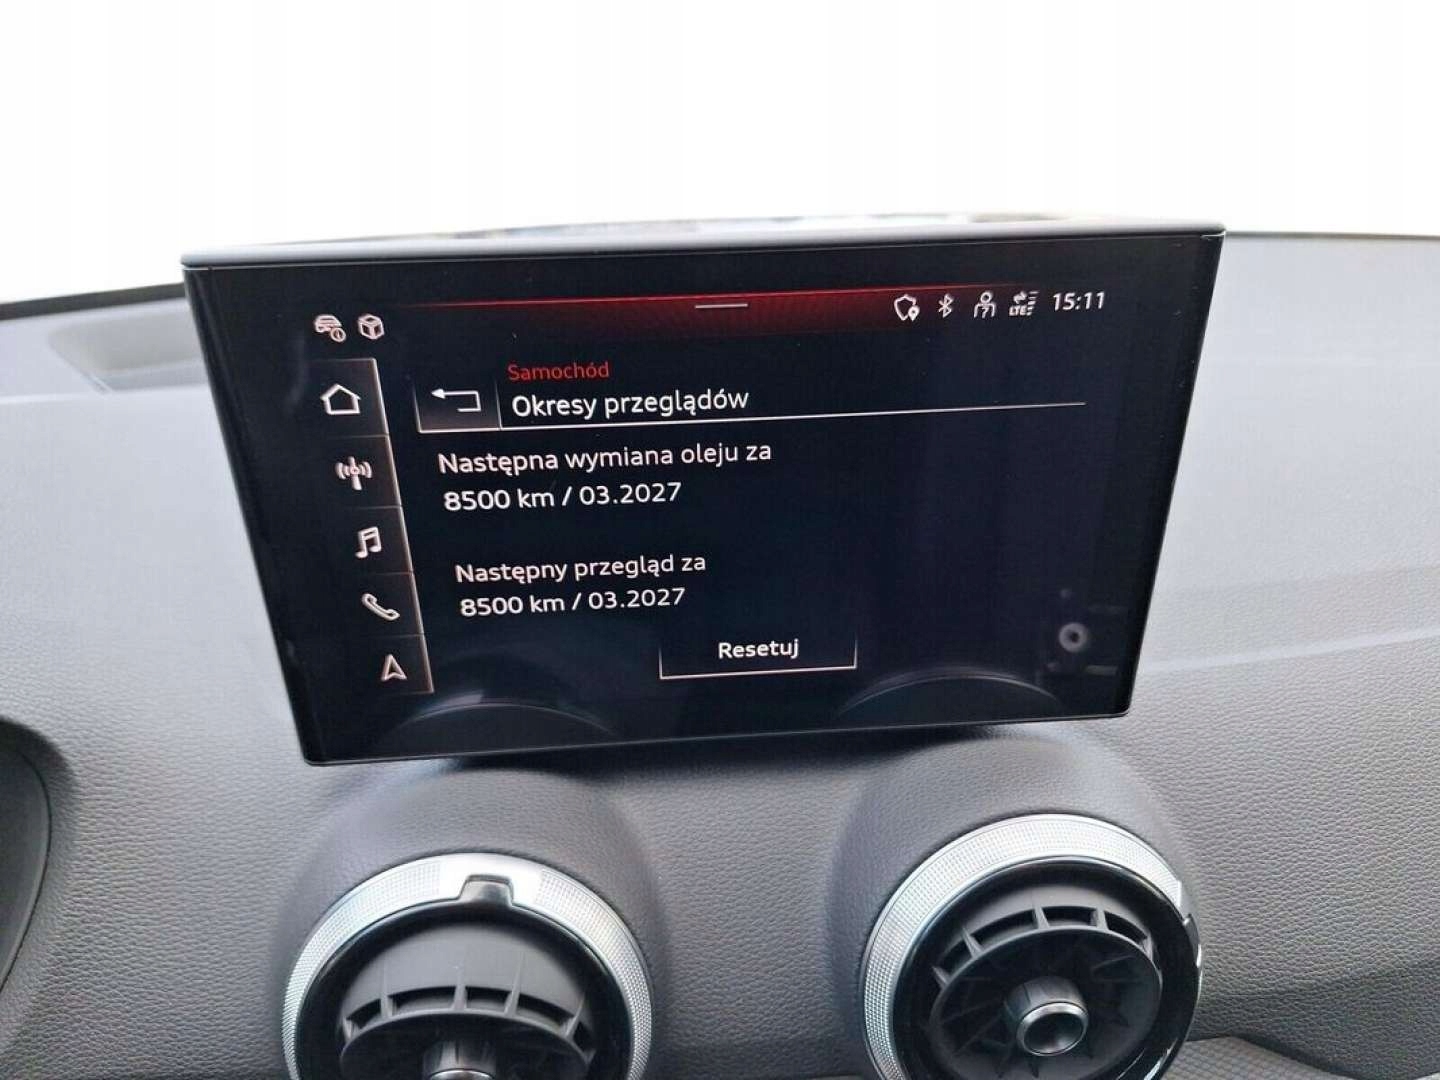 LTE 15:11
Samochód
Okresy przeglądów
Następna wymiana oleju za
8500 km / 03.2027
Następny przegląd za
8500 km / 03.2027
Resetuj